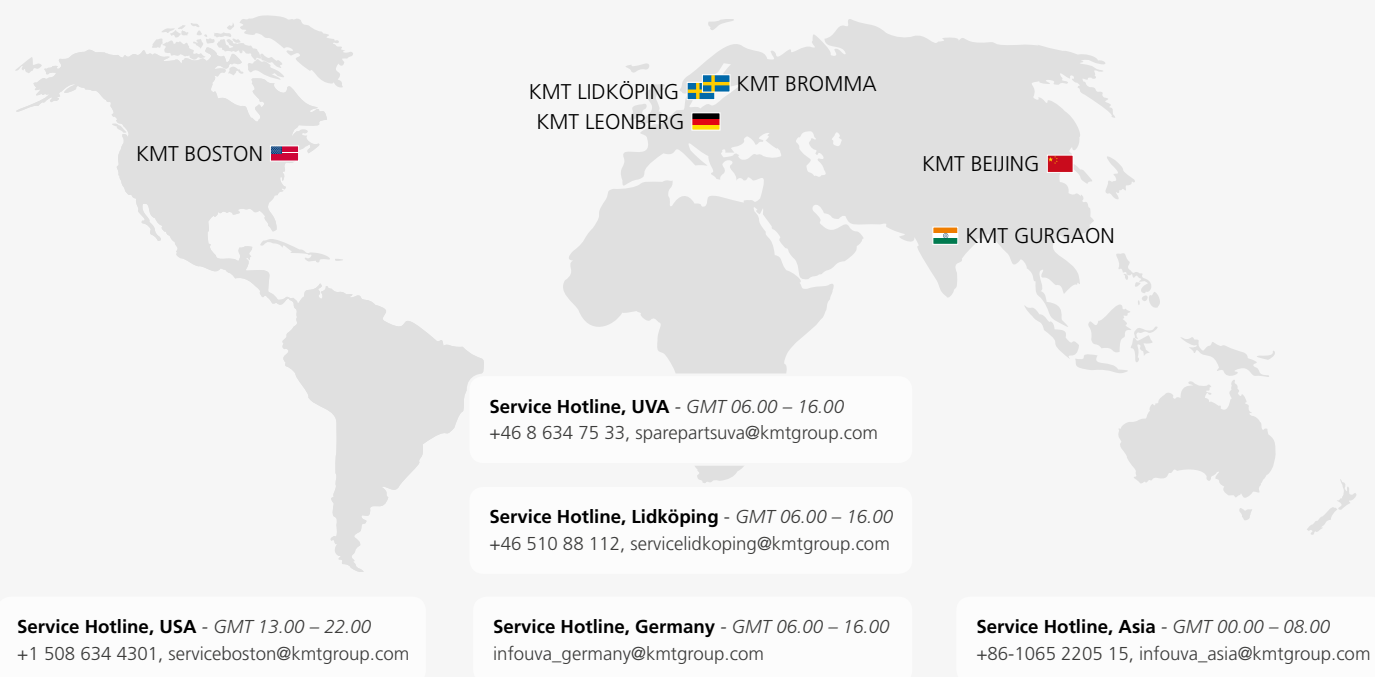 KMT LIDKÖPING
KMT BROMMA
KMT LEONBERG
KMT BOSTON
KMT BEIJING
KMT GURGAON
Service Hotline, UVA - GMT 06.00 – 16.00
+46 8 634 75 33, sparepartsuva@kmtgroup.com
Service Hotline, Lidköping - GMT 06.00 – 16.00
+46 510 88 112, servicelidkoping@kmtgroup.com
Service Hotline, USA - GMT 13.00 – 22.00
+1 508 634 4301, serviceboston@kmtgroup.com
Service Hotline, Germany - GMT 06.00 – 16.00
infouva_germany@kmtgroup.com
Service Hotline, Asia - GMT 00.00 – 08.00
+86-1065 2205 15, infouva_asia@kmtgroup.com